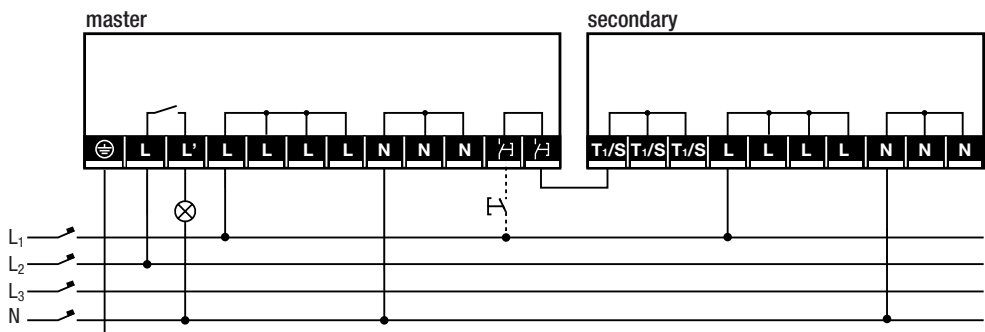 master secondary
L L' L L L L N N N T1/S T1/S T1/S L L L L N N N
L1
L2
L3
N